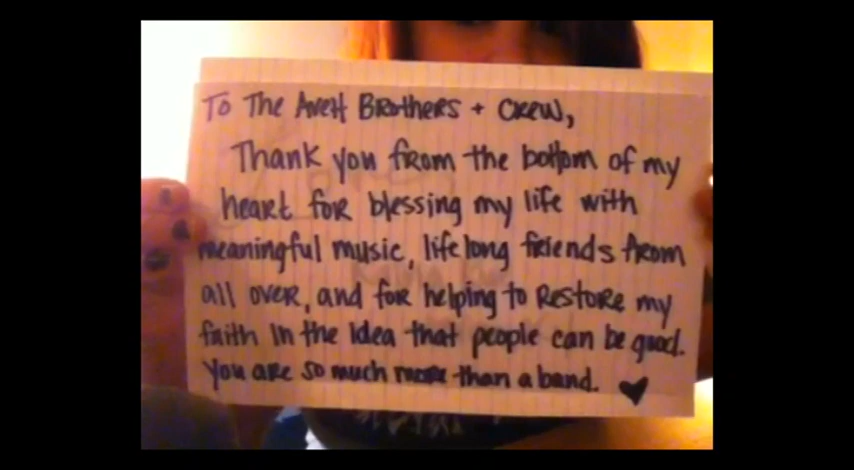 To The Avett Brothers + Crew,
Thank you from the bottom of my
heart for blessing my life with
meaningful music, lifelong friends from
all over, and for helping to Restore my
faith in the idea that people can be good.
You are so much more than a band. ♥